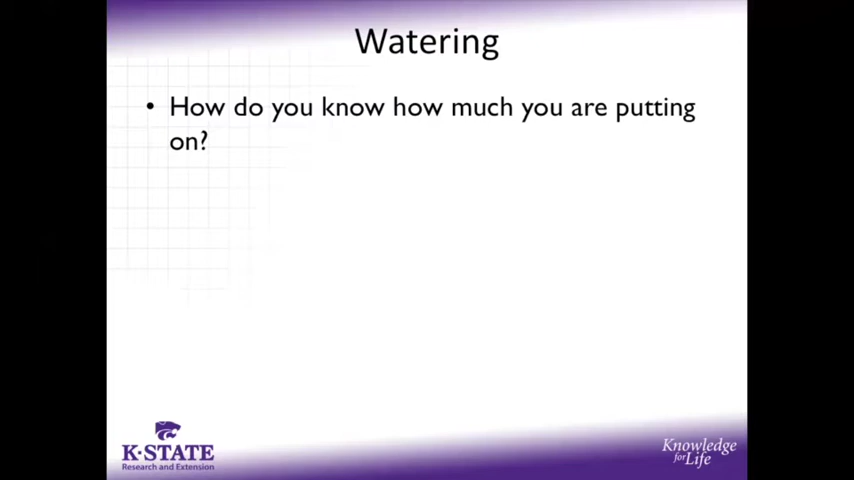 Watering
• How do you know how much you are putting
on?
K-STATE
Research and Extension
Knowledge
for Life